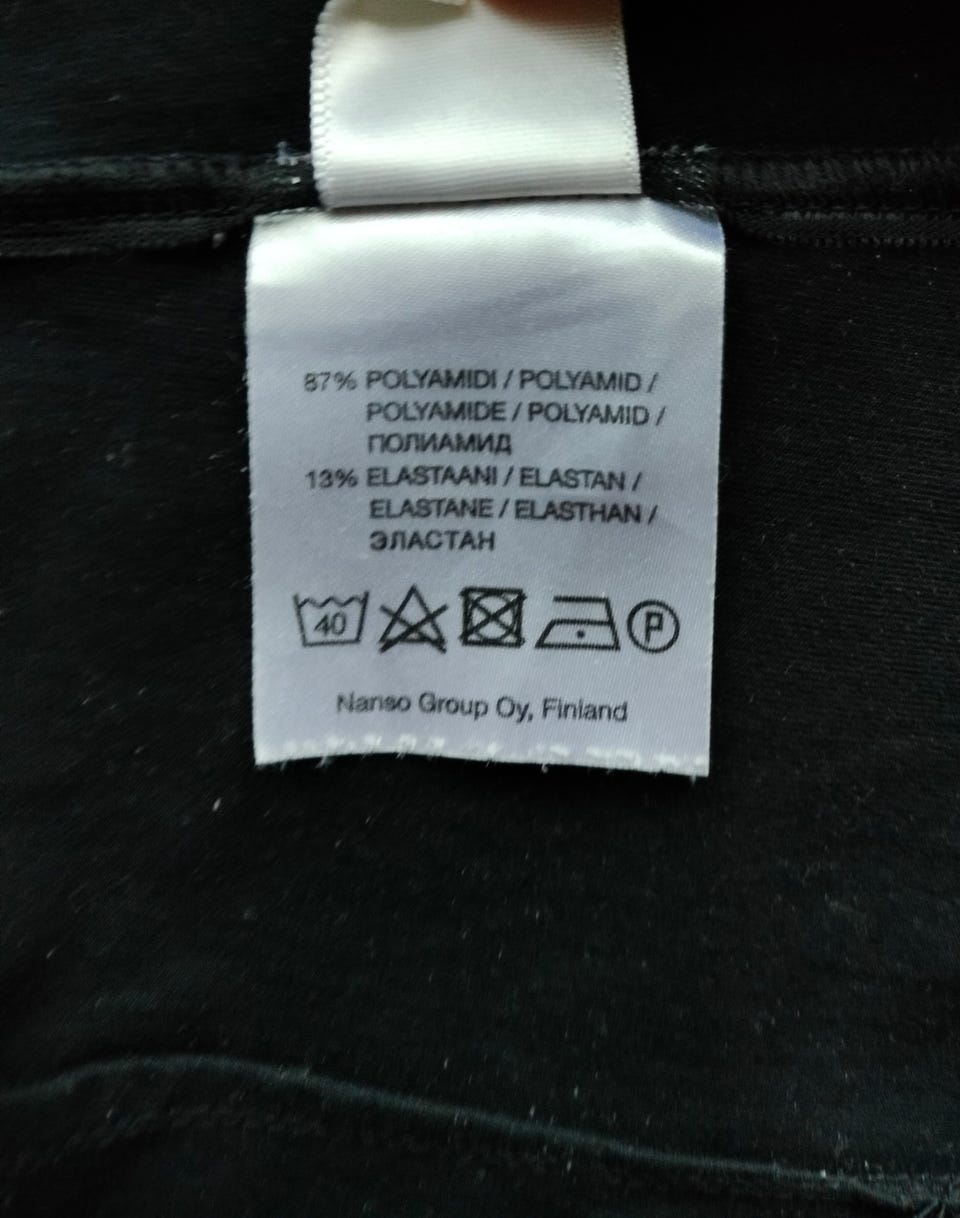 87% POLYAMIDI / POLYAMID /
POLYAMIDE / POLYAMID /
ПОЛИАМИД
13% ELASTAANI / ELASTAN /
ELASTANE / ELASTHAN /
ЭЛАСТАН
40 P
Nanso Group Oy, Finland